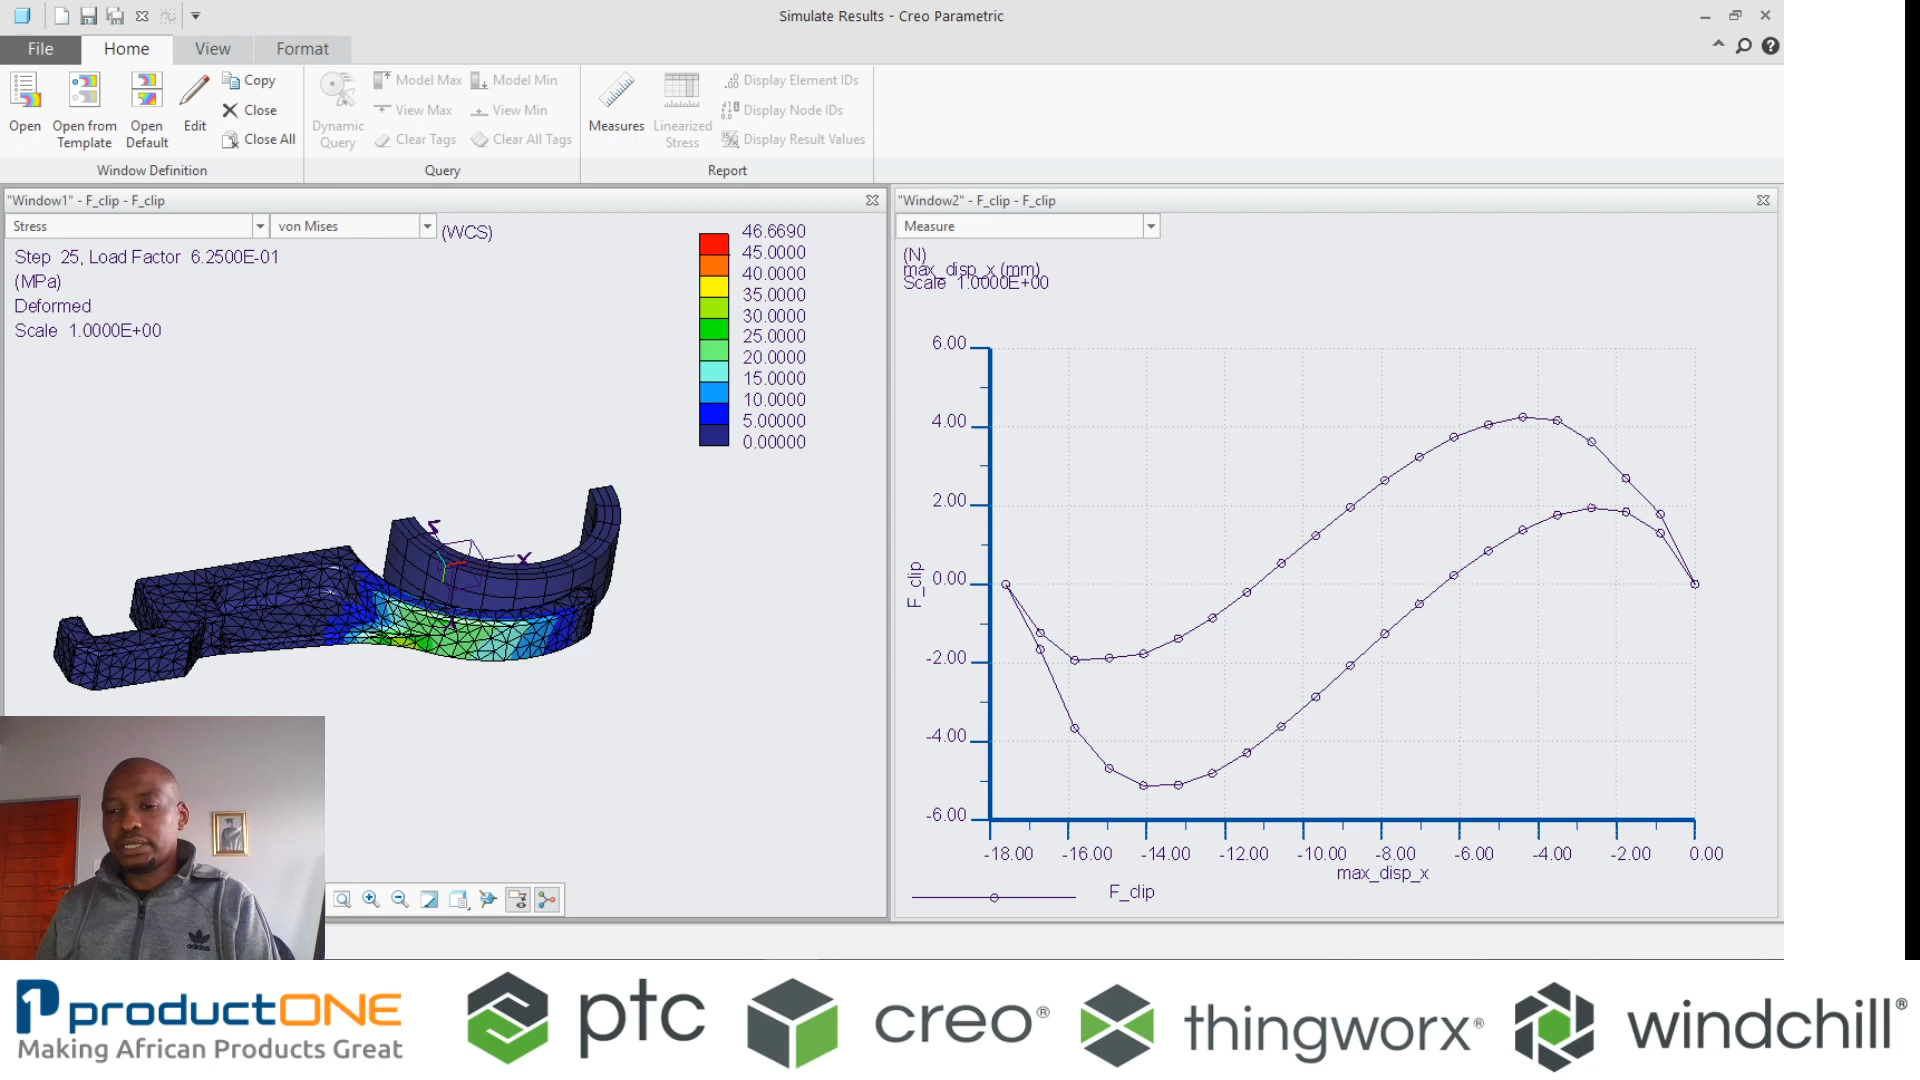 Simulate Results - Creo Parametric
File Home View Format
Open
Open from Template
Open Default
Edit
Copy
Close
Close All
Window Definition
Dynamic Query
Model Max
Model Min
View Max
View Min
Clear Tags
Clear All Tags
Query
Measures
Linearized Stress
Display Element IDs
Display Node IDs
Display Result Values
Report
"Window1" - F_clip - F_clip
Stress
von Mises
(WCS)
Step 25, Load Factor 6.2500E-01
(MPa)
Deformed
Scale 1.0000E+00
46.6690
45.0000
40.0000
35.0000
30.0000
25.0000
20.0000
15.0000
10.0000
5.00000
0.00000
Z
X
"Window2" - F_clip - F_clip
Measure
(N)
max_disp_x (mm)
Scale 1.0000E+00
6.00
4.00
2.00
0.00
-2.00
-4.00
-6.00
F_clip
-18.00 -16.00 -14.00 -12.00 -10.00 -8.00 -6.00 -4.00 -2.00 0.00
max_disp_x
F_clip
adidas
productONE
Making African Products Great
ptc
creo®
thingworx®
windchill®